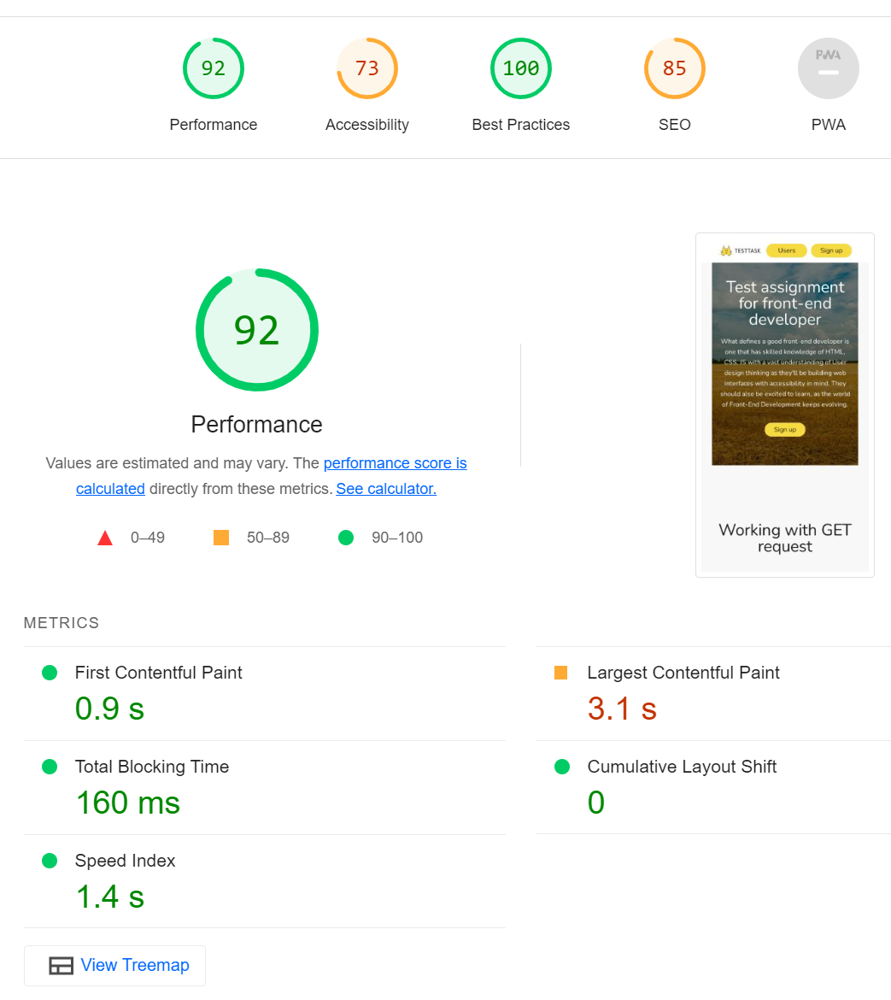 92
73
100
85
PWA
Performance
Accessibility
Best Practices
SEO
PWA
92
Performance
Values are estimated and may vary. The performance score is
calculated directly from these metrics. See calculator.
0–49
50–89
90–100
TESTTASK
Users
Sign up
Test assignment
for front-end
developer
What defines a good front-end developer is
one that has skilled knowledge of HTML,
CSS, JS with a vast understanding of User
design thinking as they'll be building web
interfaces with accessibility in mind. They
should also be excited to learn, as the world
of Front-End Development keeps evolving.
Sign up
Working with GET
request
METRICS
First Contentful Paint
0.9 s
Largest Contentful Paint
3.1 s
Total Blocking Time
160 ms
Cumulative Layout Shift
0
Speed Index
1.4 s
View Treemap